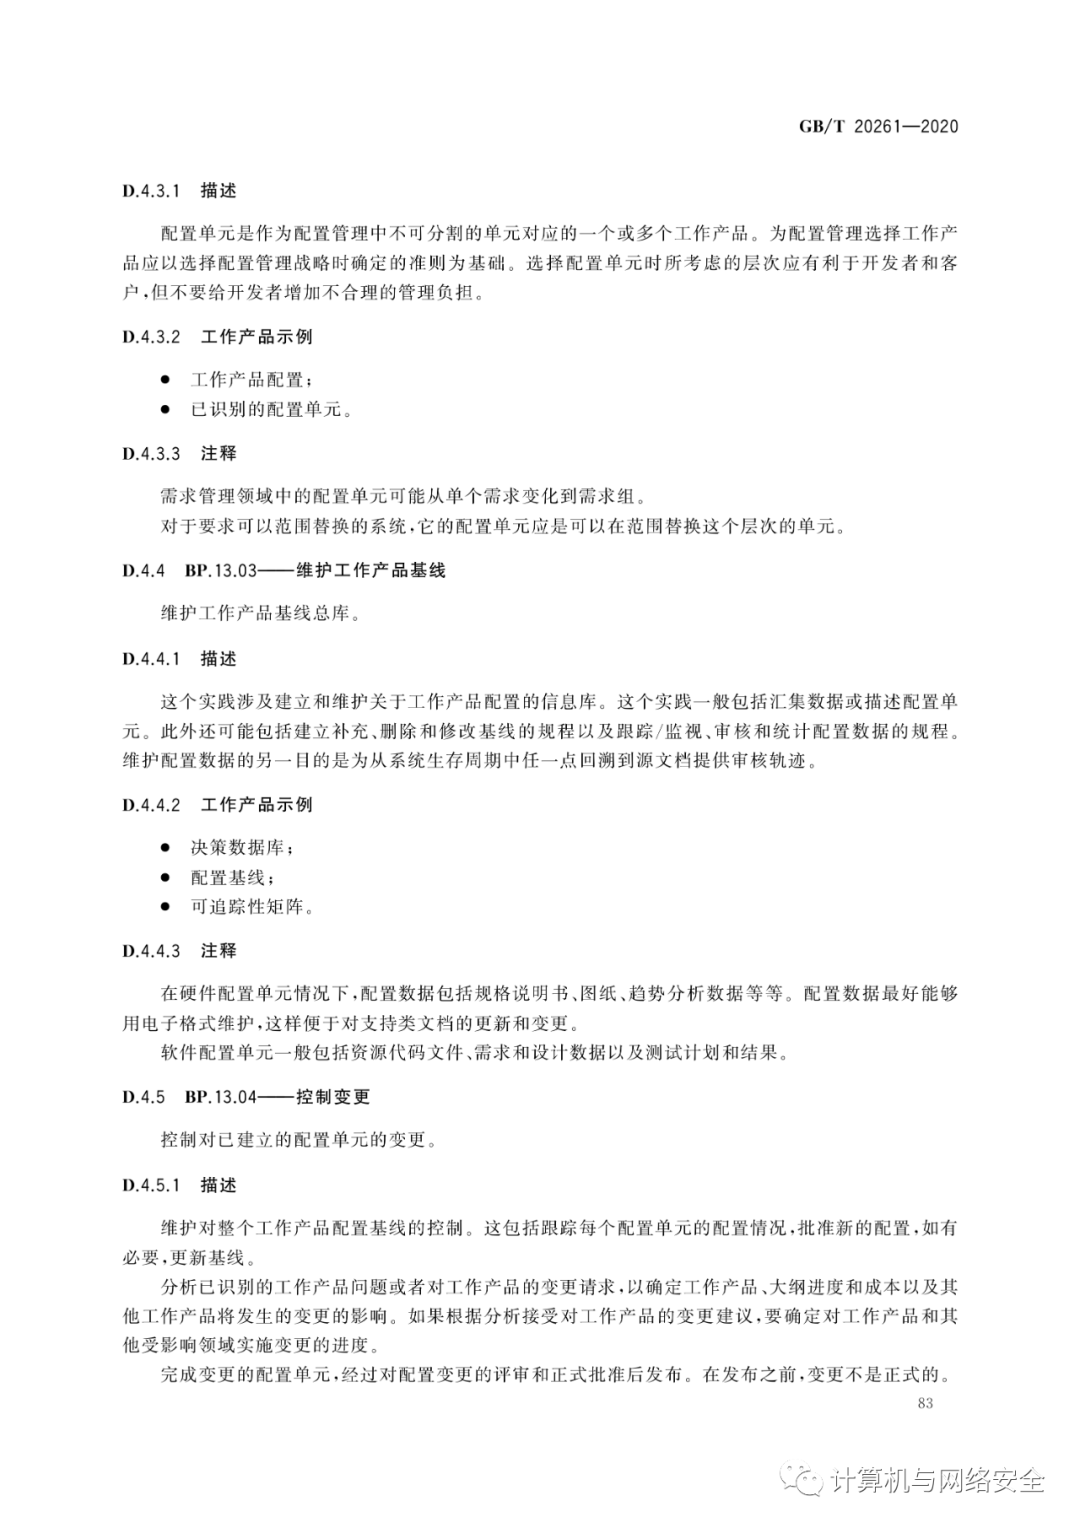 GB/T 20261—2020
D.4.3.1 描述
配置单元是作为配置管理中不可分割的单元对应的一个或多个工作产品。为配置管理选择工作产
品应以选择配置管理战略时确定的准则为基础。选择配置单元时所考虑的层次应有利于开发者和客
户,但不要给开发者增加不合理的管理负担。
D.4.3.2 工作产品示例
● 工作产品配置;
● 已识别的配置单元。
D.4.3.3 注释
需求管理领域中的配置单元可能从单个需求变化到需求组。
对于要求可以范围替换的系统,它的配置单元应是可以在范围替换这个层次的单元。
D.4.4 BP.13.03——维护工作产品基线
维护工作产品基线总库。
D.4.4.1 描述
这个实践涉及建立和维护关于工作产品配置的信息库。这个实践一般包括汇集数据或描述配置单
元。此外还可能包括建立补充、删除和修改基线的规程以及跟踪/监视、审核和统计配置数据的规程。
维护配置数据的另一目的是为从系统生存周期中任一点回溯到源文档提供审核轨迹。
D.4.4.2 工作产品示例
● 决策数据库;
● 配置基线;
● 可追踪性矩阵。
D.4.4.3 注释
在硬件配置单元情况下,配置数据包括规格说明书、图纸、趋势分析数据等等。配置数据最好能够
用电子格式维护,这样便于对支持类文档的更新和变更。
软件配置单元一般包括资源代码文件、需求和设计数据以及测试计划和结果。
D.4.5 BP.13.04——控制变更
控制对已建立的配置单元的变更。
D.4.5.1 描述
维护对整个工作产品配置基线的控制。这包括跟踪每个配置单元的配置情况,批准新的配置,如有
必要,更新基线。
分析已识别的工作产品问题或者对工作产品的变更请求,以确定工作产品、大纲进度和成本以及其
他工作产品将发生的变更的影响。如果根据分析接受对工作产品的变更建议,要确定对工作产品和其
他受影响领域实施变更的进度。
完成变更的配置单元,经过对配置变更的评审和正式批准后发布。在发布之前,变更不是正式的。
83
计算机与网络安全